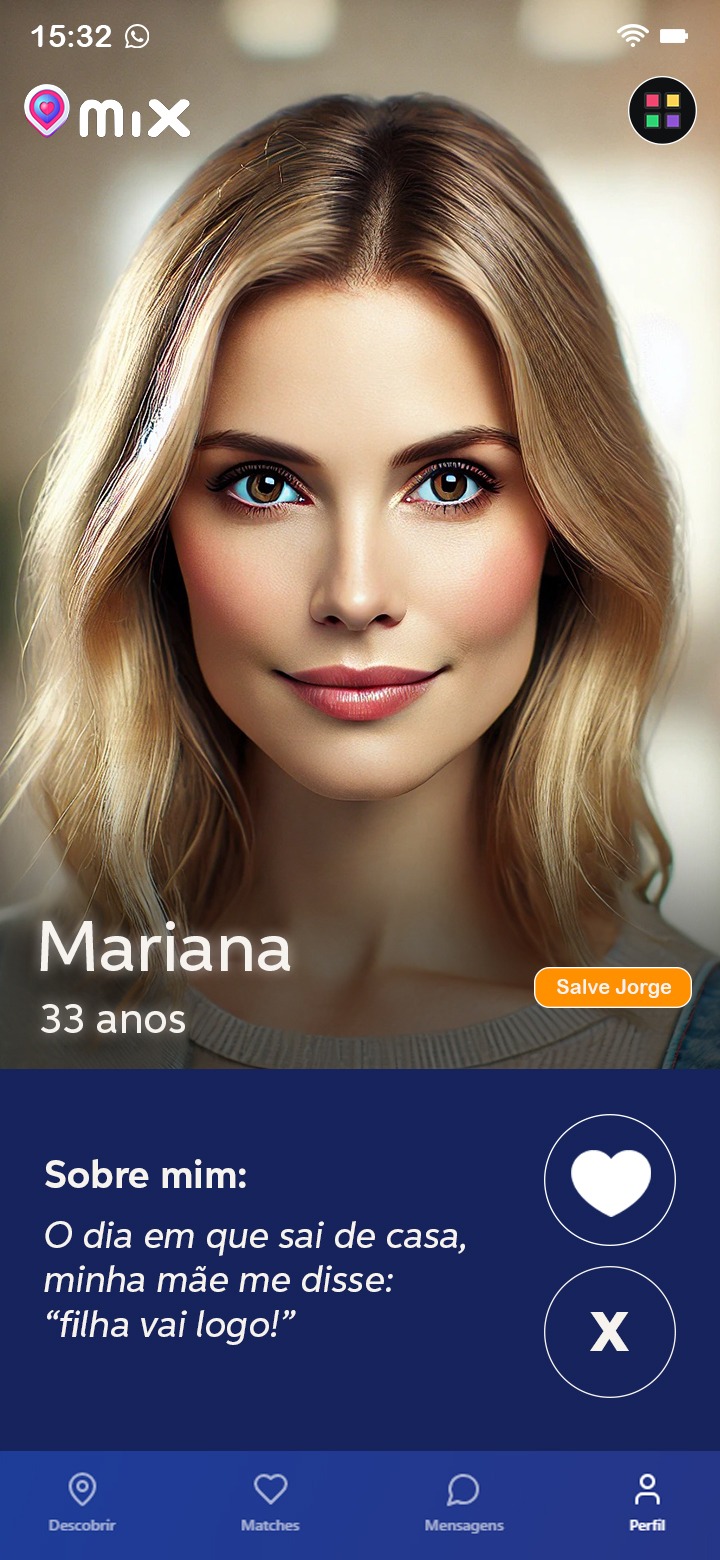 15:32
mix
Mariana
33 anos
Salve Jorge
Sobre mim:
O dia em que sai de casa,
minha mãe me disse:
“filha vai logo!”
X
Descobrir
Matches
Mensagens
Perfil